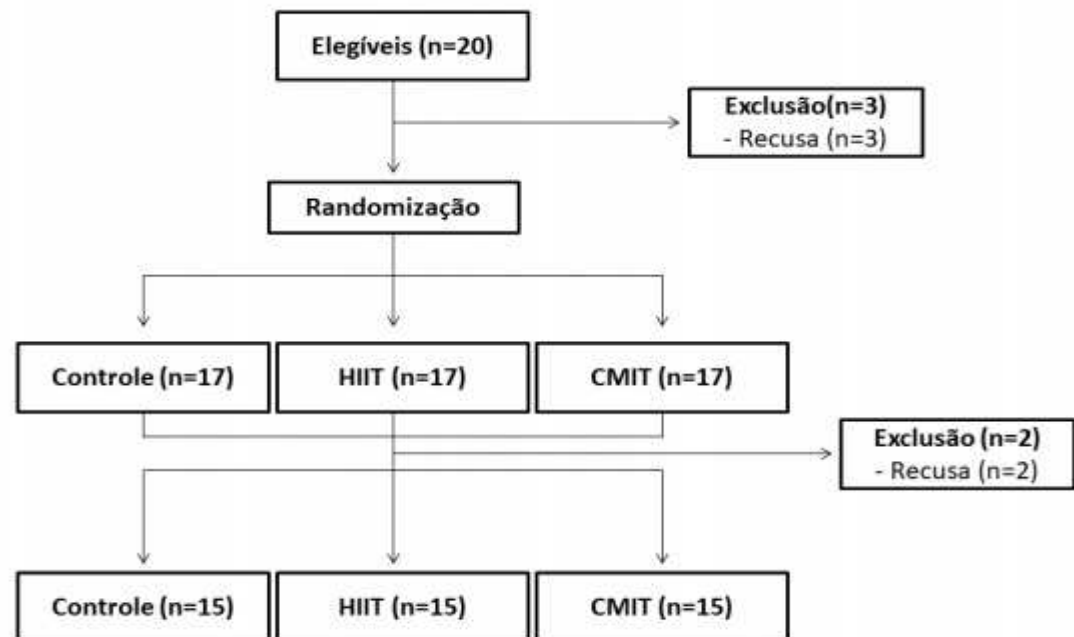 Elegíveis (n=20)
Exclusão(n=3)
- Recusa (n=3)
Randomização
Controle (n=17)
HIIT (n=17)
CMIT (n=17)
Exclusão (n=2)
- Recusa (n=2)
Controle (n=15)
HIIT (n=15)
CMIT (n=15)